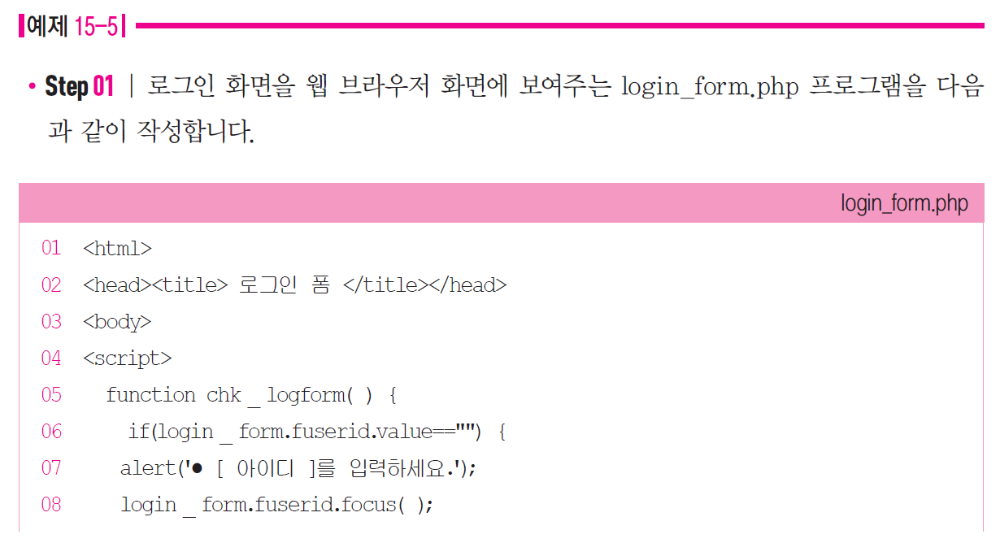 예제 15-5
• Step 01 | 로그인 화면을 웹 브라우저 화면에 보여주는 login_form.php 프로그램을 다음
과 같이 작성합니다.
login_form.php
01 <html>
02 <head><title> 로그인 폼 </title></head>
03 <body>
04 <script>
05 function chk _ logform( ) {
06 if(login _ form.fuserid.value=="") {
07 alert('● [ 아이디 ]를 입력하세요.');
08 login _ form.fuserid.focus( );